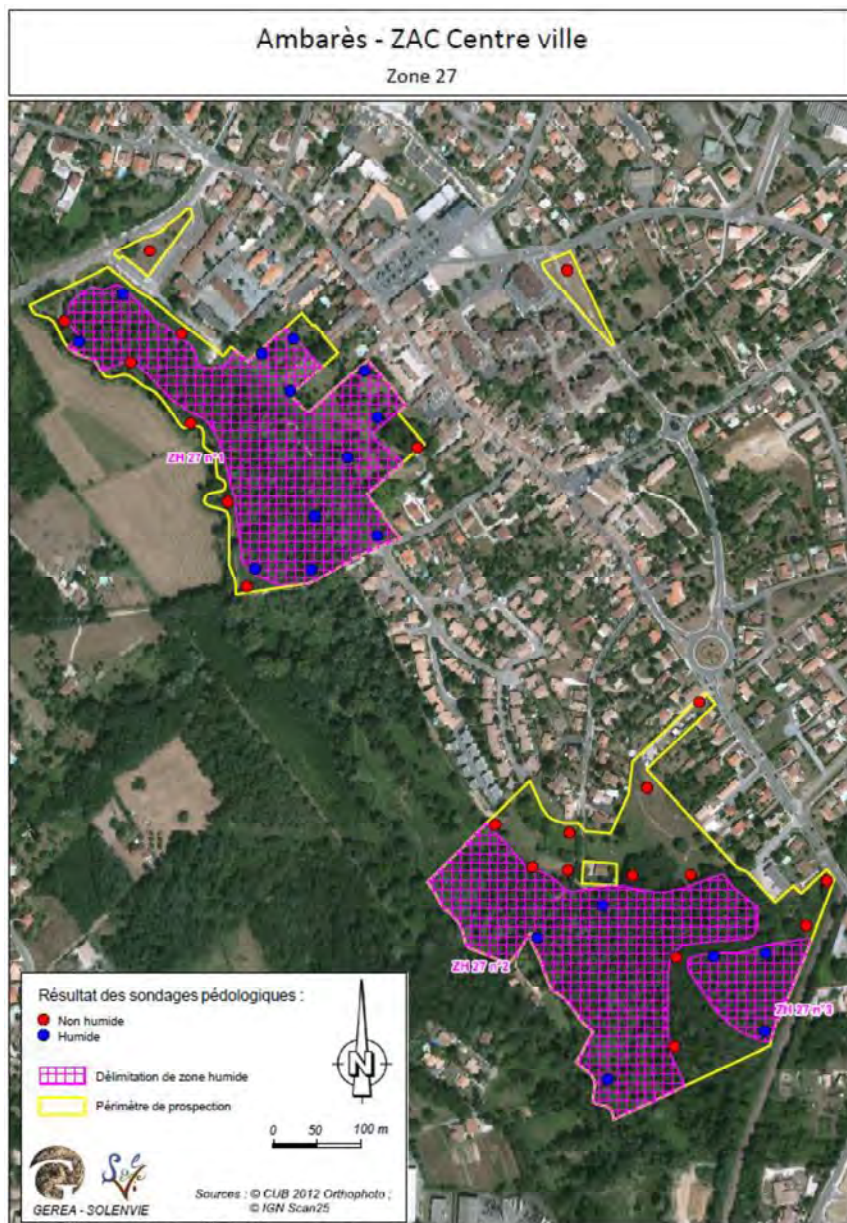 Ambarès - ZAC Centre ville
Zone 27
ZH 27 n°1
ZH 27 n°2
ZH 27 n°3
Résultat des sondages pédologiques :
Non humide
Humide
Délimitation de zone humide
Périmètre de prospection
N
0 50 100 m
GEREA - SOLENVIE
Sources : © CUB 2012 Orthophoto ;
© IGN Scan25